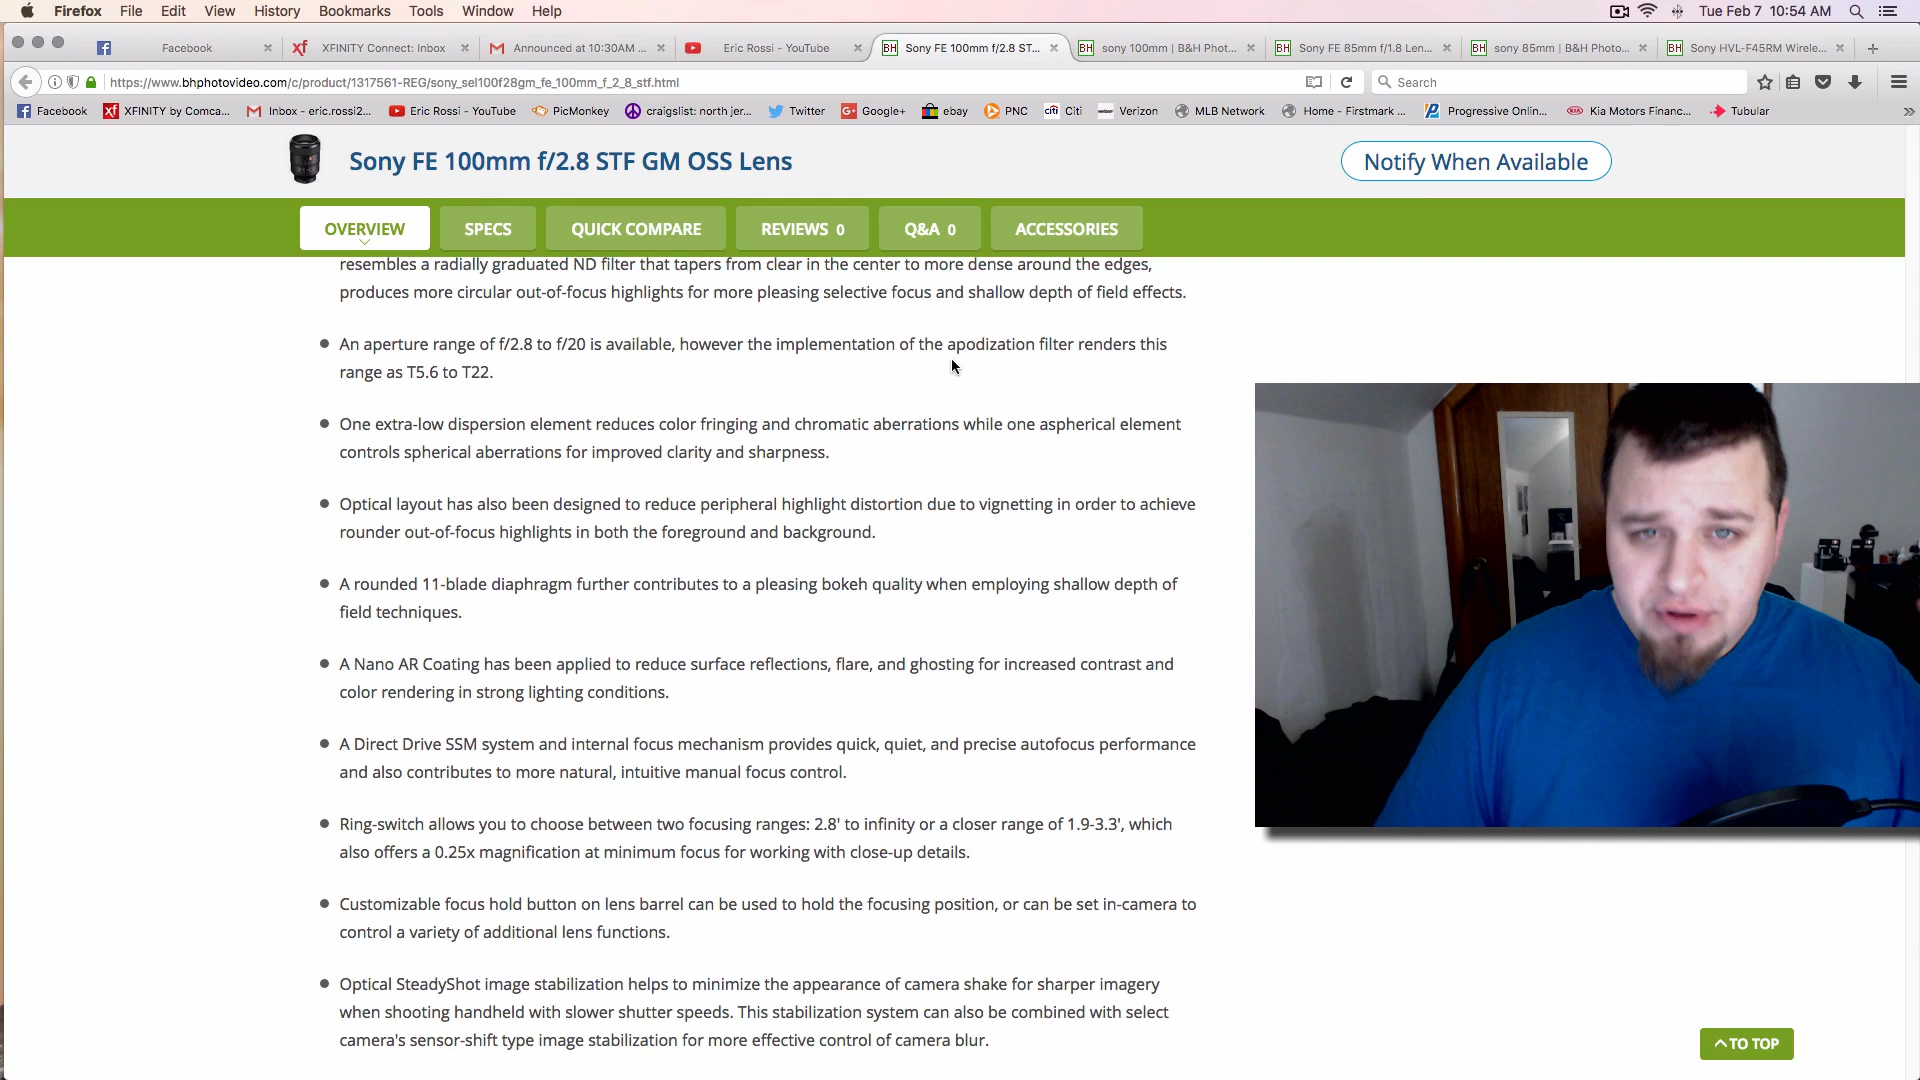 Firefox File Edit View History Bookmarks Tools Window Help Tue Feb 7 10:54 AM
Facebook XFINITY Connect: Inbox Announced at 10:30AM ... Eric Rossi - YouTube Sony FE 100mm f/2.8 ST... sony 100mm | B&H Phot... Sony FE 85mm f/1.8 Len... sony 85mm | B&H Photo... Sony HVL-F45RM Wirele...
https://www.bhphotovideo.com/c/product/1317561-REG/sony_sel100f28gm_fe_100mm_f_2_8_stf.html Search
Facebook XFINITY by Comca... Inbox - eric.rossi2... Eric Rossi - YouTube PicMonkey craigslist: north jer... Twitter Google+ ebay PNC Citi Verizon MLB Network Home - Firstmark ... Progressive Onlin... Kia Motors Financ... Tubular
Sony FE 100mm f/2.8 STF GM OSS Lens Notify When Available
OVERVIEW SPECS QUICK COMPARE REVIEWS 0 Q&A 0 ACCESSORIES
resembles a radially graduated ND filter that tapers from clear in the center to more dense around the edges,
produces more circular out-of-focus highlights for more pleasing selective focus and shallow depth of field effects.
An aperture range of f/2.8 to f/20 is available, however the implementation of the apodization filter renders this
range as T5.6 to T22.
One extra-low dispersion element reduces color fringing and chromatic aberrations while one aspherical element
controls spherical aberrations for improved clarity and sharpness.
Optical layout has also been designed to reduce peripheral highlight distortion due to vignetting in order to achieve
rounder out-of-focus highlights in both the foreground and background.
A rounded 11-blade diaphragm further contributes to a pleasing bokeh quality when employing shallow depth of
field techniques.
A Nano AR Coating has been applied to reduce surface reflections, flare, and ghosting for increased contrast and
color rendering in strong lighting conditions.
A Direct Drive SSM system and internal focus mechanism provides quick, quiet, and precise autofocus performance
and also contributes to more natural, intuitive manual focus control.
Ring-switch allows you to choose between two focusing ranges: 2.8' to infinity or a closer range of 1.9-3.3', which
also offers a 0.25x magnification at minimum focus for working with close-up details.
Customizable focus hold button on lens barrel can be used to hold the focusing position, or can be set in-camera to
control a variety of additional lens functions.
Optical SteadyShot image stabilization helps to minimize the appearance of camera shake for sharper imagery
when shooting handheld with slower shutter speeds. This stabilization system can also be combined with select
camera's sensor-shift type image stabilization for more effective control of camera blur.
TO TOP